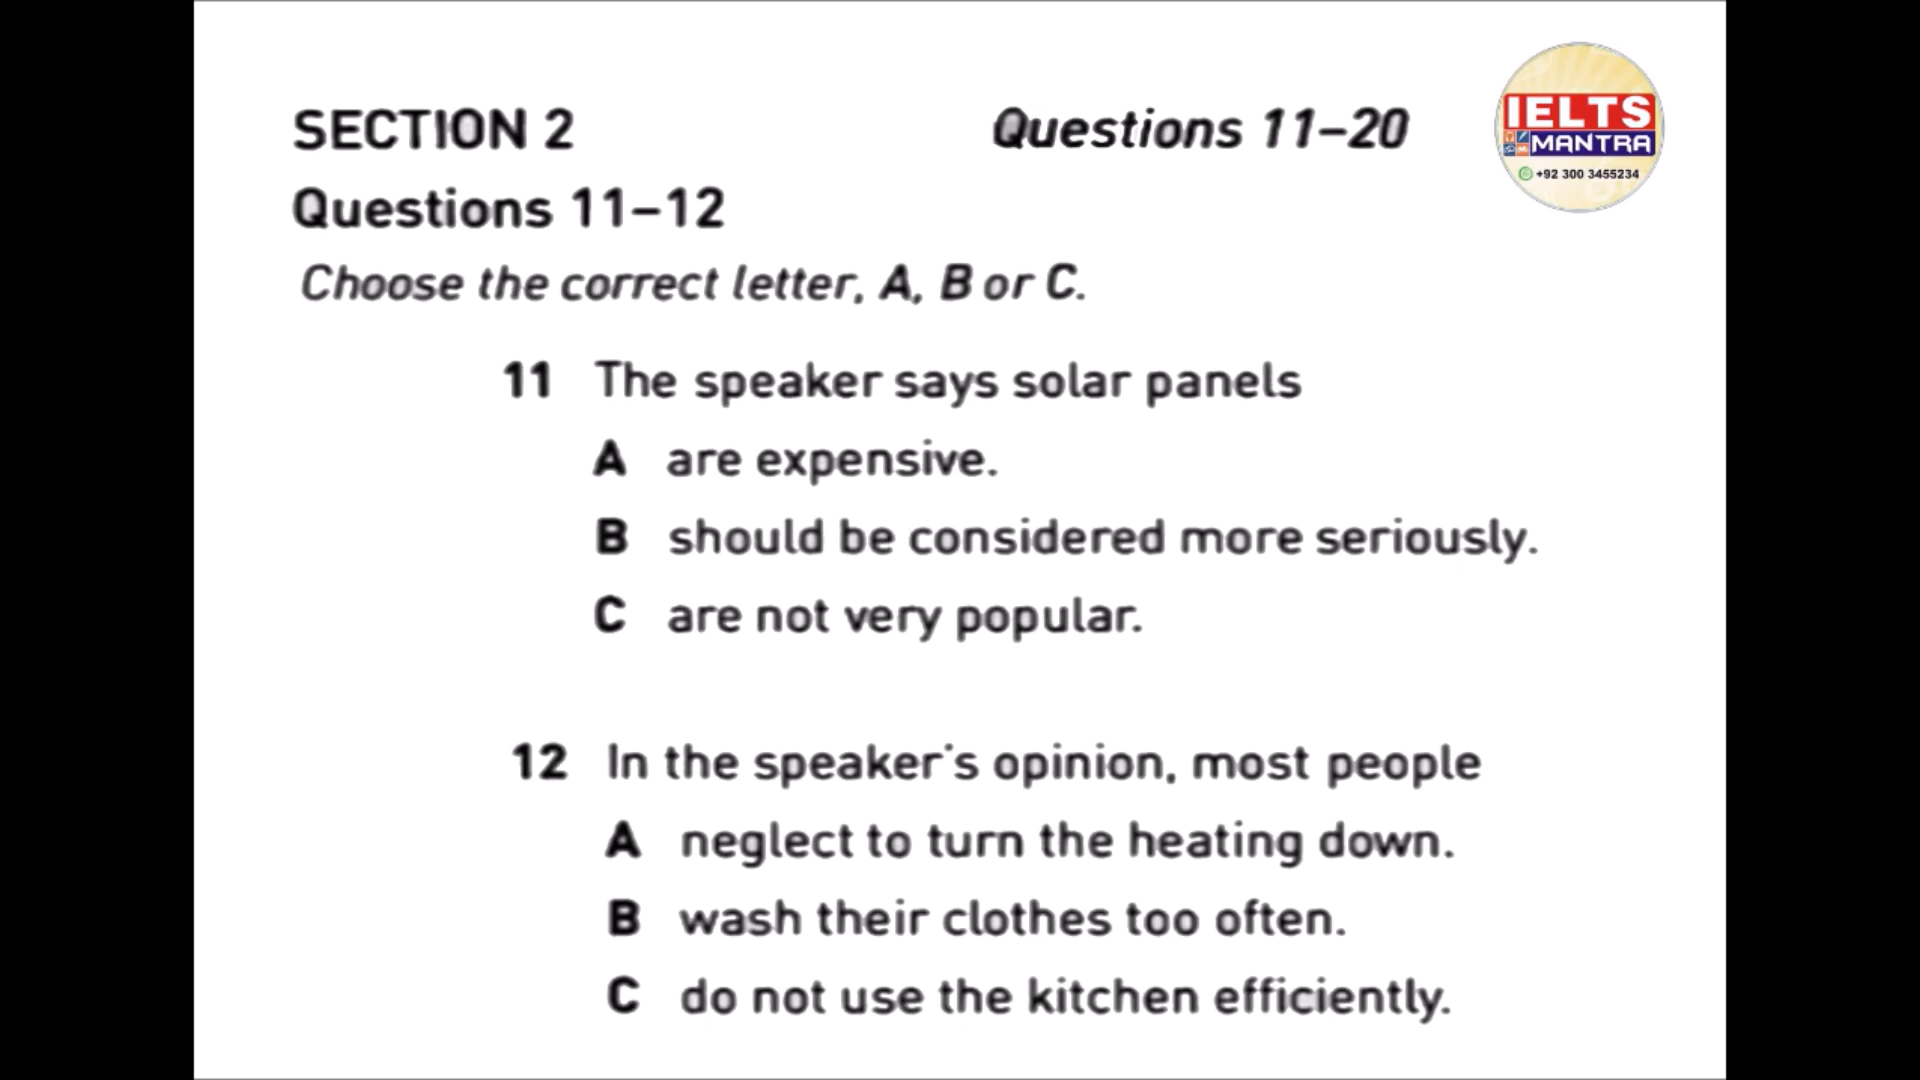 SECTION 2 Questions 11–20
IELTS
MANTRA
+92 300 3455234
Questions 11–12
Choose the correct letter, A, B or C.
11 The speaker says solar panels
A are expensive.
B should be considered more seriously.
C are not very popular.
12 In the speaker's opinion, most people
A neglect to turn the heating down.
B wash their clothes too often.
C do not use the kitchen efficiently.